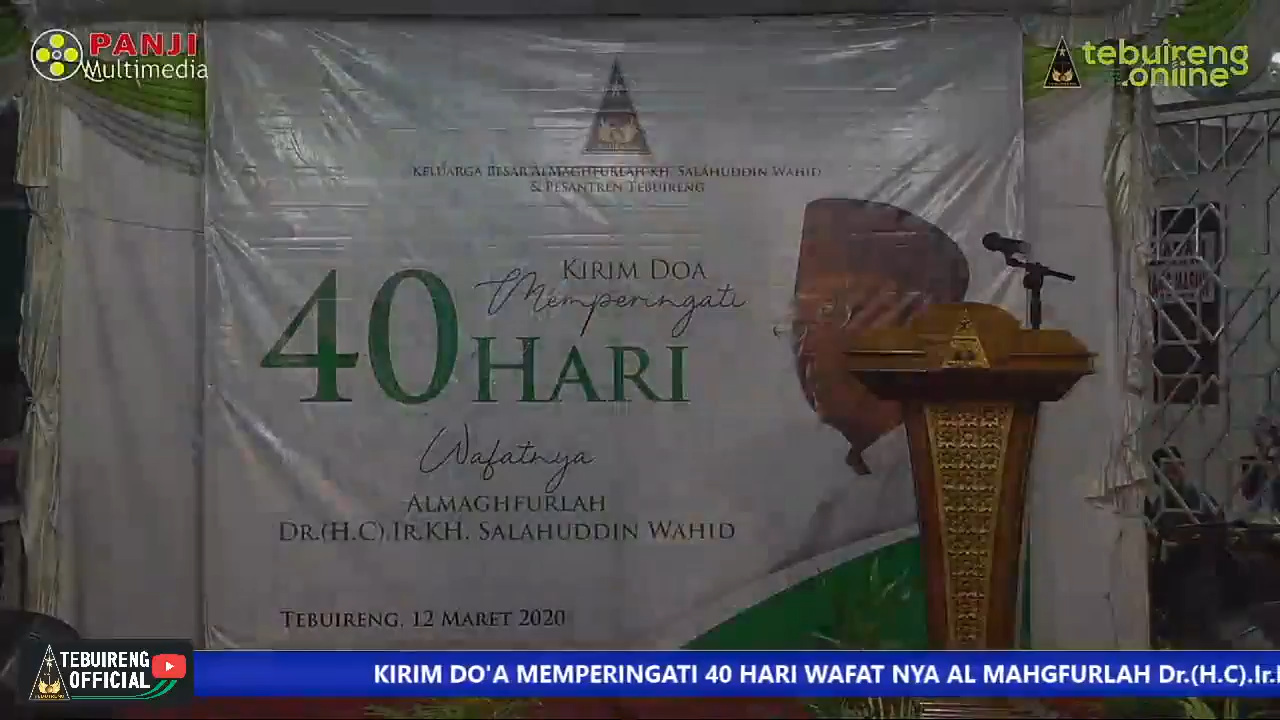 PANJI
Multimedia
tebuireng
.online
KELUARGA BESAR ALMAGHFURLAH KH. SALAHUDDIN WAHID
& PESANTREN TEBUIRENG
KIRIM DOA
Memperingati
40 HARI
Wafatnya
ALMAGHFURLAH
DR.(H.C).IR.KH. SALAHUDDIN WAHID
TEBUIRENG, 12 MARET 2020
TEBUIRENG
OFFICIAL
KIRIM DO'A MEMPERINGATI 40 HARI WAFAT NYA AL MAHGFURLAH Dr.(H.C).Ir.